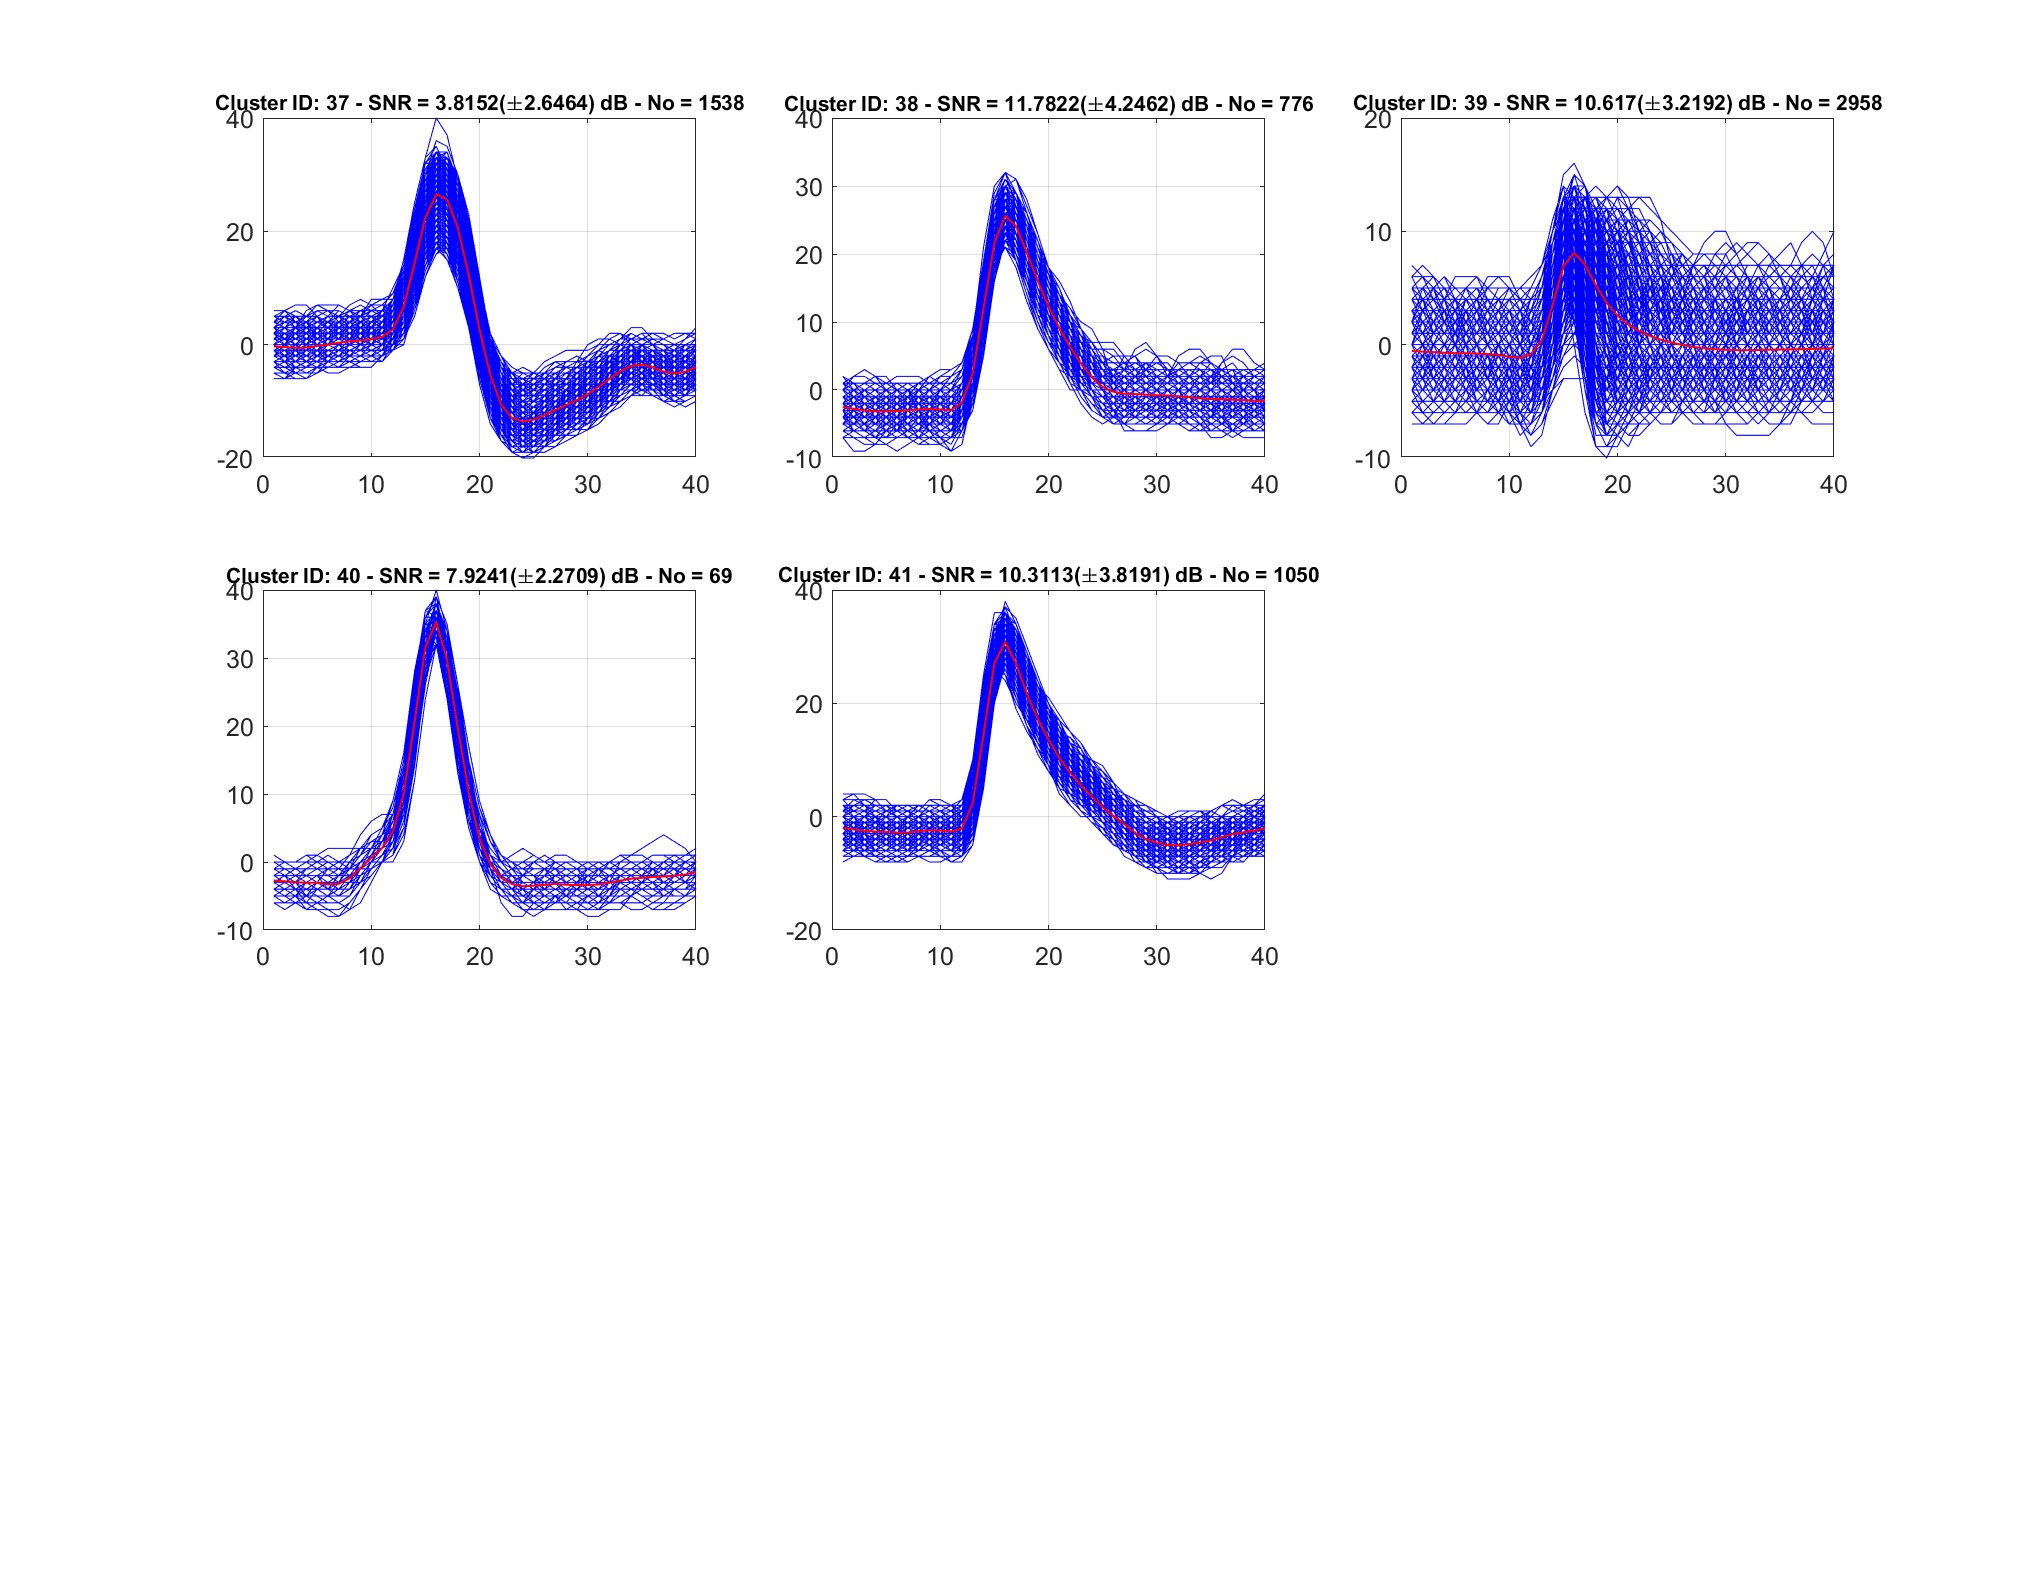 Cluster ID: 37 - SNR = 3.8152(±2.6464) dB - No = 1538
40
20
0
-20
0 10 20 30 40
Cluster ID: 38 - SNR = 11.7822(±4.2462) dB - No = 776
40
30
20
10
0
-10
0 10 20 30 40
Cluster ID: 39 - SNR = 10.617(±3.2192) dB - No = 2958
20
10
0
-10
0 10 20 30 40
Cluster ID: 40 - SNR = 7.9241(±2.2709) dB - No = 69
40
30
20
10
0
-10
0 10 20 30 40
Cluster ID: 41 - SNR = 10.3113(±3.8191) dB - No = 1050
40
20
0
-20
0 10 20 30 40